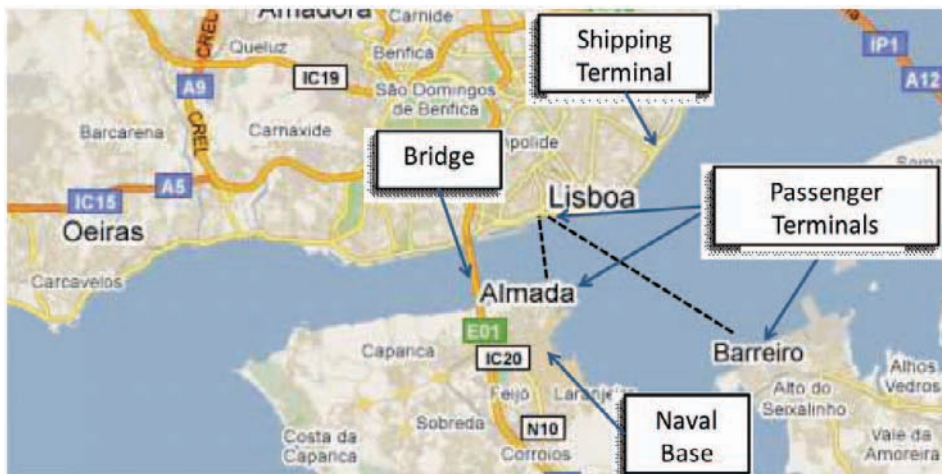 Amadora
Carnide
Shipping
Terminal
IP1
CREL
Queluz
Benfica
A9
IC19
São Domingos
de Benfica
A12
Barcarena
CREL
Carnaxide
Bridge
polide
A5
IC15
Lisboa
Passenger
Terminals
Oeiras
Carcavelos
Almada
E01
Caparica
IC20
Barreiro
Alhos
Vedros
Feijó
Laranjeiro
Alto do
Seixalinho
Costa da
Caparica
Sobreda
N10
Corroios
Naval
Base
Vale da
Amoreira